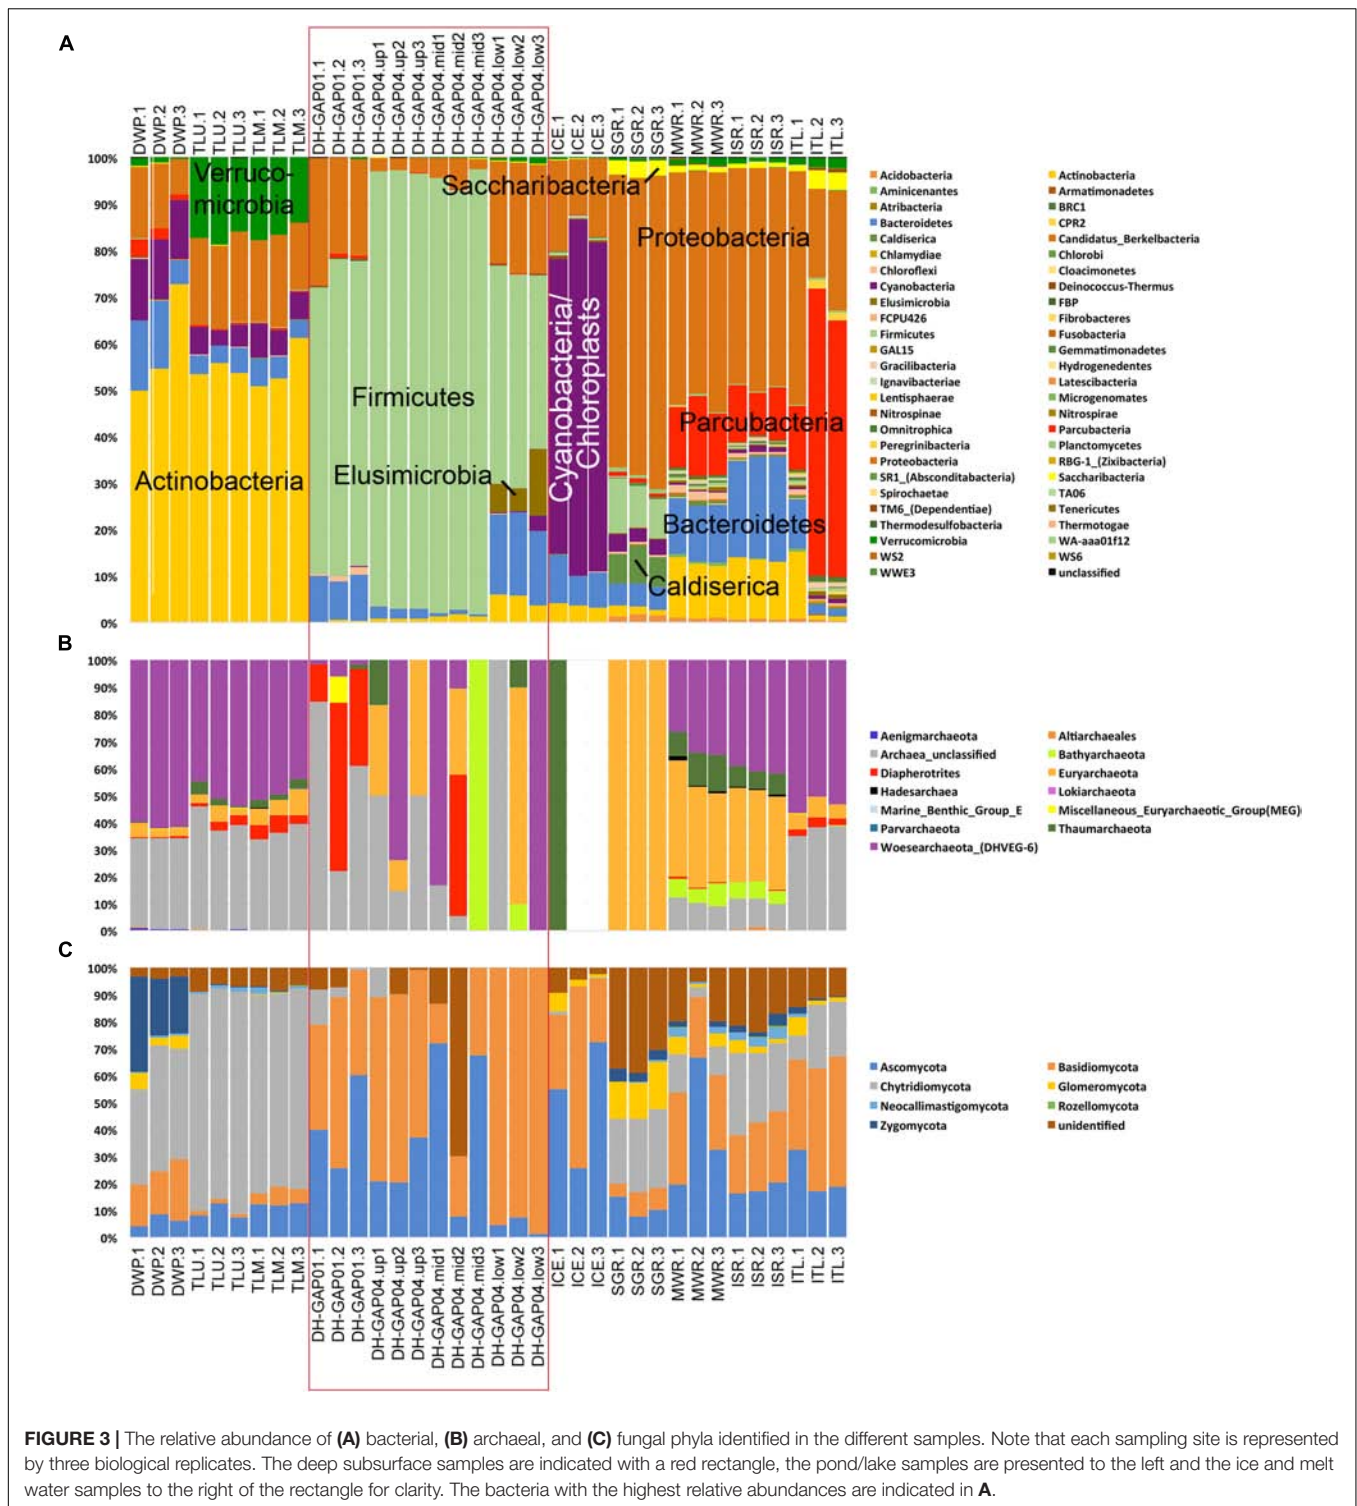 A
DWP.1 DWP.2 DWP.3 TLU.1 TLU.2 TLU.3 TLM.1 TLM.2 TLM.3 DH-GAP01.1 DH-GAP01.2 DH-GAP01.3 DH-GAP04.up1 DH-GAP04.up2 DH-GAP04.up3 DH-GAP04.mid1 DH-GAP04.mid2 DH-GAP04.mid3 DH-GAP04.low1 DH-GAP04.low2 DH-GAP04.low3 ICE.1 ICE.2 ICE.3 SGR.1 SGR.2 SGR.3 MWR.1 MWR.2 MWR.3 ISR.1 ISR.2 ISR.3 ITL.1 ITL.2 ITL.3
100%
90%
80%
70%
60%
50%
40%
30%
20%
10%
0%
Verruco-
microbia
Saccharibacteria
Proteobacteria
Firmicutes
Cyanobacteria/
Chloroplasts
Parcubacteria
Elusimicrobia
Actinobacteria
Bacteroidetes
Caldiserica
Acidobacteria Actinobacteria
Aminicenantes Armatimonadetes
Atribacteria BRC1
Bacteroidetes CPR2
Caldiserica Candidatus_Berkelbacteria
Chlamydiae Chlorobi
Chloroflexi Cloacimonetes
Cyanobacteria Deinococcus-Thermus
Elusimicrobia FBP
FCPU426 Fibrobacteres
Firmicutes Fusobacteria
GAL15 Gemmatimonadetes
Gracilibacteria Hydrogenedentes
Ignavibacteriae Latescibacteria
Lentisphaerae Microgenomates
Nitrospinae Nitrospirae
Omnitrophica Parcubacteria
Peregrinibacteria Planctomycetes
Proteobacteria RBG-1_(Zixibacteria)
SR1_(Absconditabacteria) Saccharibacteria
Spirochaetae TA06
TM6_(Dependentiae) Tenericutes
Thermodesulfobacteria Thermotogae
Verrucomicrobia WA-aaa01f12
WS2 WS6
WWE3 unclassified
B
100%
90%
80%
70%
60%
50%
40%
30%
20%
10%
0%
Aenigmarchaeota Altiarchaeales
Archaea_unclassified Bathyarchaeota
Diapherotrites Euryarchaeota
Hadesarchaea Lokiarchaeota
Marine_Benthic_Group_E Miscellaneous_Euryarchaeotic_Group(MEG)
Parvarchaeota Thaumarchaeota
Woesearchaeota_(DHVEG-6)
C
100%
90%
80%
70%
60%
50%
40%
30%
20%
10%
0%
Ascomycota Basidiomycota
Chytridiomycota Glomeromycota
Neocallimastigomycota Rozellomycota
Zygomycota unidentified
DWP.1 DWP.2 DWP.3 TLU.1 TLU.2 TLU.3 TLM.1 TLM.2 TLM.3 DH-GAP01.1 DH-GAP01.2 DH-GAP01.3 DH-GAP04.up1 DH-GAP04.up2 DH-GAP04.up3 DH-GAP04.mid1 DH-GAP04.mid2 DH-GAP04.mid3 DH-GAP04.low1 DH-GAP04.low2 DH-GAP04.low3 ICE.1 ICE.2 ICE.3 SGR.1 SGR.2 SGR.3 MWR.1 MWR.2 MWR.3 ISR.1 ISR.2 ISR.3 ITL.1 ITL.2 ITL.3
FIGURE 3 | The relative abundance of (A) bacterial, (B) archaeal, and (C) fungal phyla identified in the different samples. Note that each sampling site is represented
by three biological replicates. The deep subsurface samples are indicated with a red rectangle, the pond/lake samples are presented to the left and the ice and melt
water samples to the right of the rectangle for clarity. The bacteria with the highest relative abundances are indicated in A.